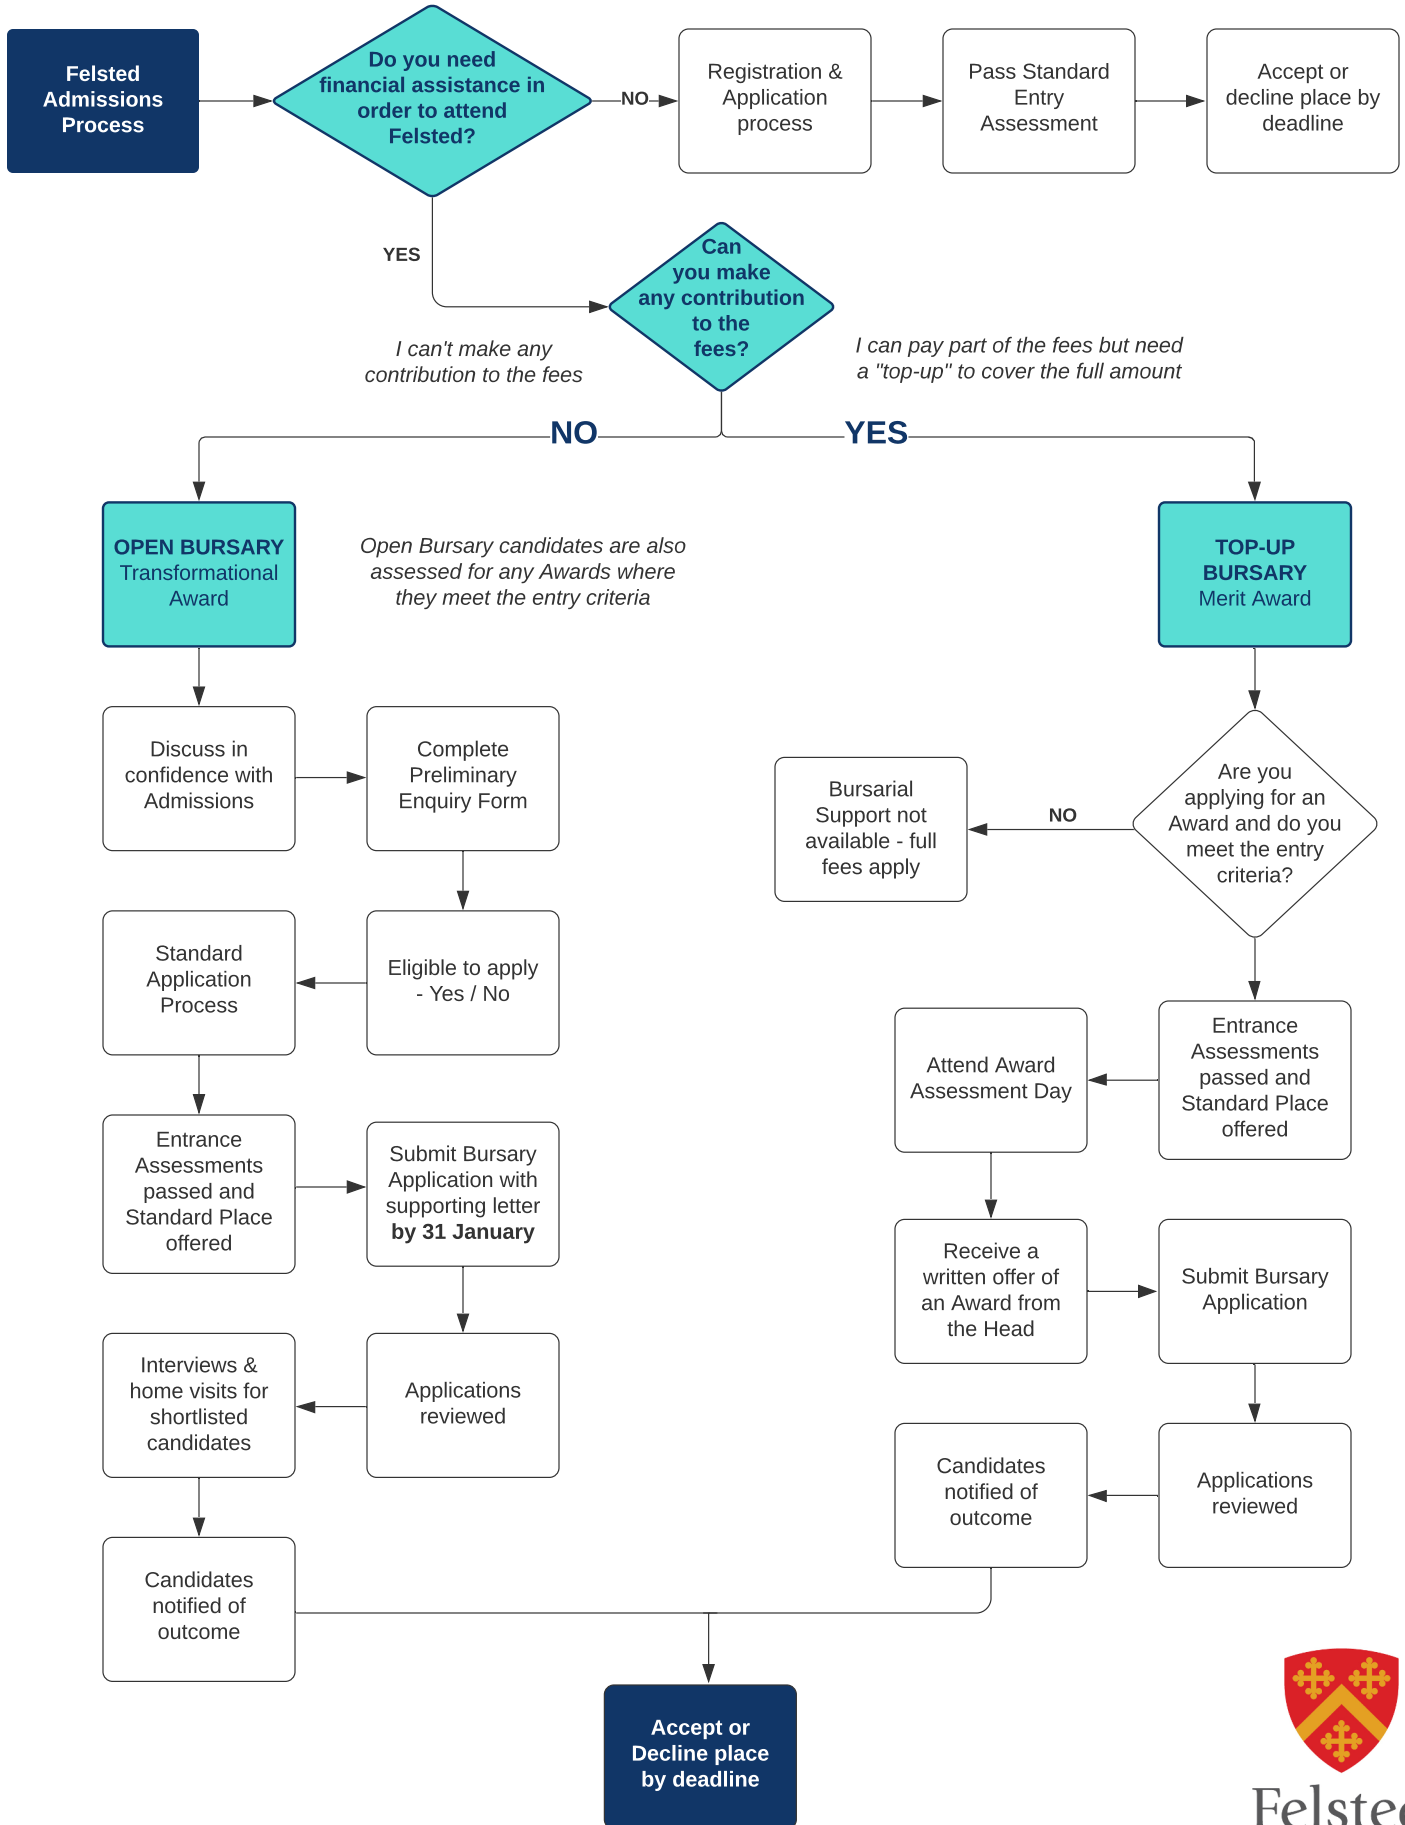 Felsted
Admissions
Process
Do you need
financial assistance in
order to attend
Felsted?
NO
Registration &
Application
process
Pass Standard
Entry
Assessment
Accept or
decline place by
deadline
YES
Can
you make
any contribution
to the
fees?
I can't make any
contribution to the fees
I can pay part of the fees but need
a "top-up" to cover the full amount
NO
YES
OPEN BURSARY
Transformational
Award
Open Bursary candidates are also
assessed for any Awards where
they meet the entry criteria
TOP-UP
BURSARY
Merit Award
Discuss in
confidence with
Admissions
Complete
Preliminary
Enquiry Form
Bursarial
Support not
available - full
fees apply
NO
Are you
applying for an
Award and do you
meet the entry
criteria?
Standard
Application
Process
Eligible to apply
- Yes / No
Attend Award
Assessment Day
Entrance
Assessments
passed and
Standard Place
offered
Entrance
Assessments
passed and
Standard Place
offered
Submit Bursary
Application with
supporting letter
by 31 January
Receive a
written offer of
an Award from
the Head
Submit Bursary
Application
Interviews &
home visits for
shortlisted
candidates
Applications
reviewed
Candidates
notified of
outcome
Applications
reviewed
Candidates
notified of
outcome
Accept or
Decline place
by deadline
Felsted